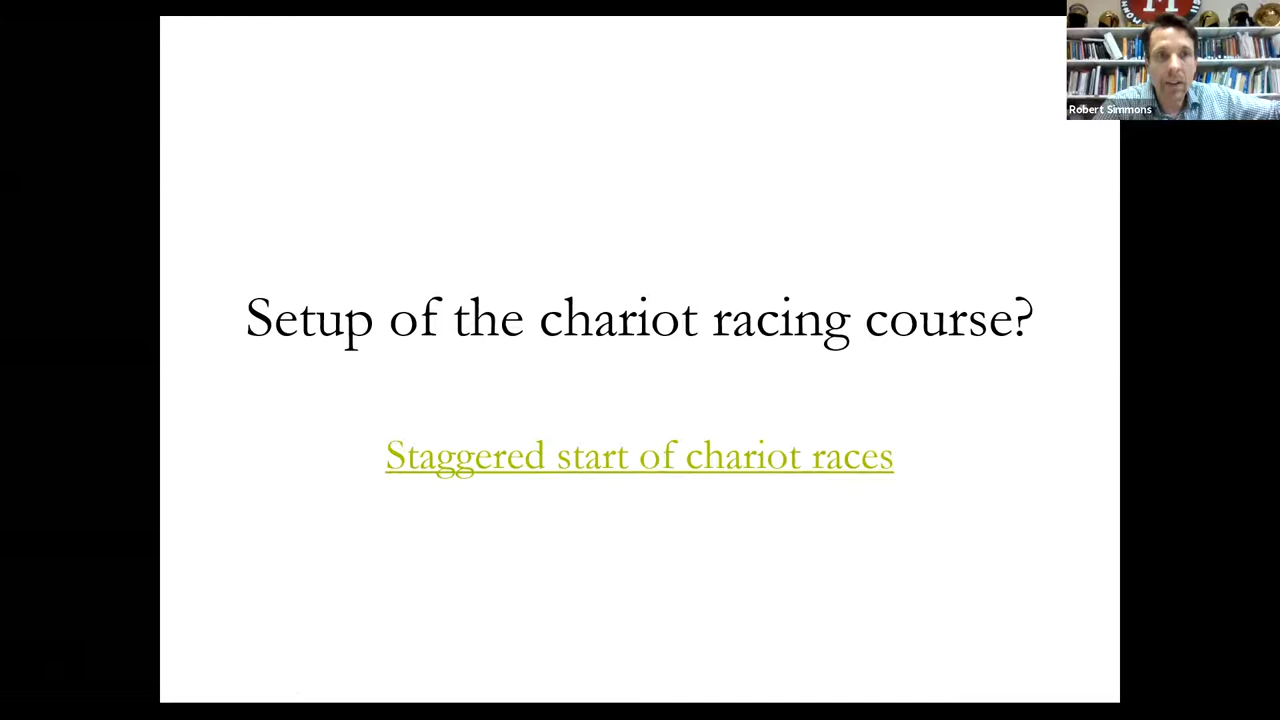 Setup of the chariot racing course?
Staggered start of chariot races
Robert Simmons